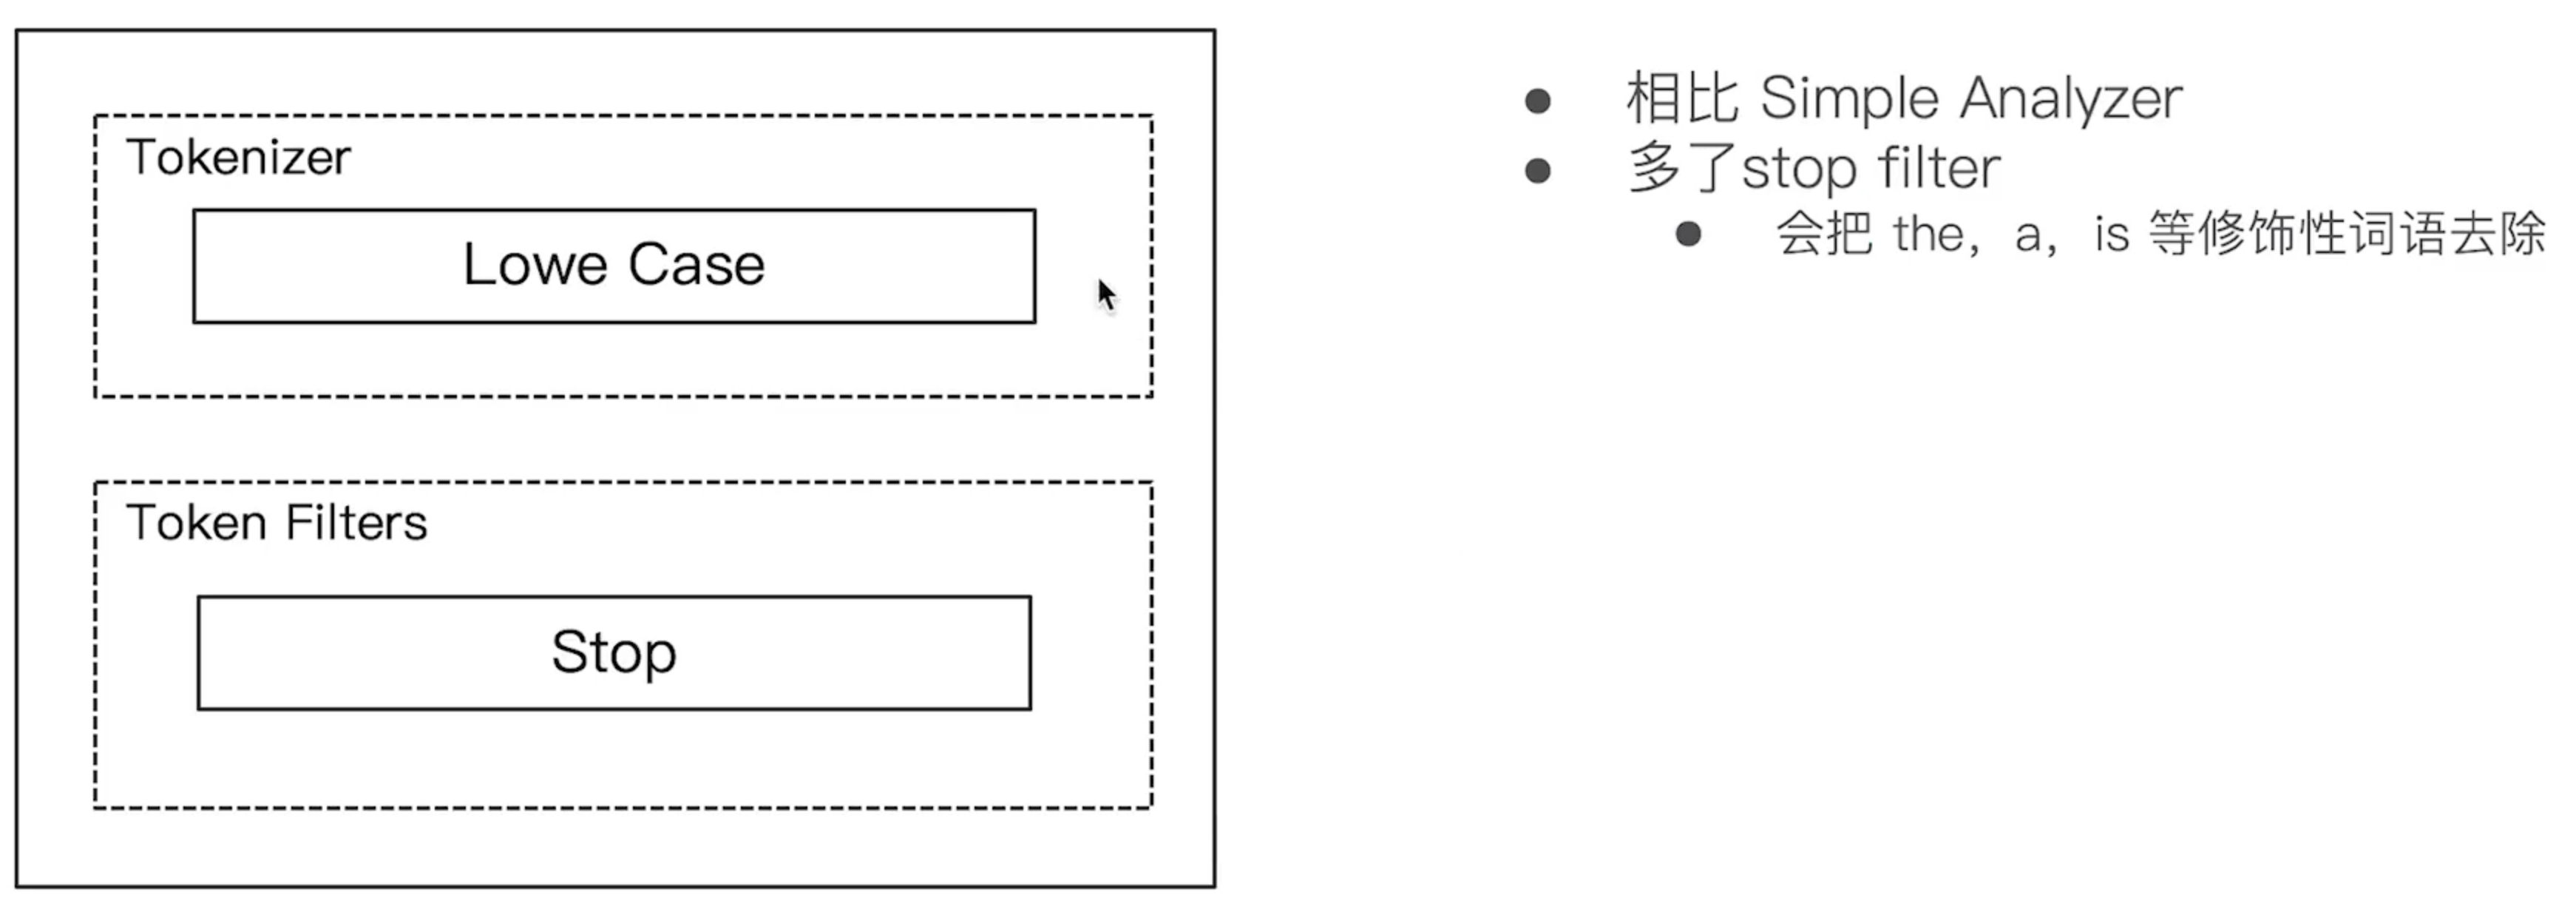 Tokenizer
Lowe Case
Token Filters
Stop
相比 Simple Analyzer
多了stop filter
会把 the，a，is 等修饰性词语去除